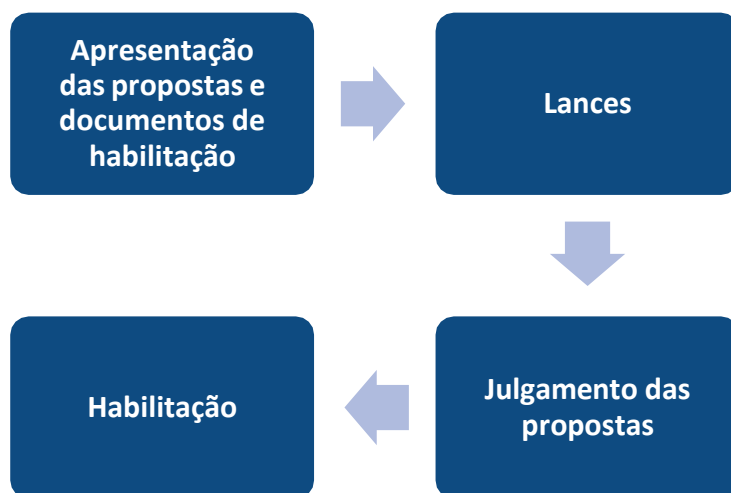 Apresentação
das propostas e
documentos de
habilitação
Lances
Julgamento das
propostas
Habilitação